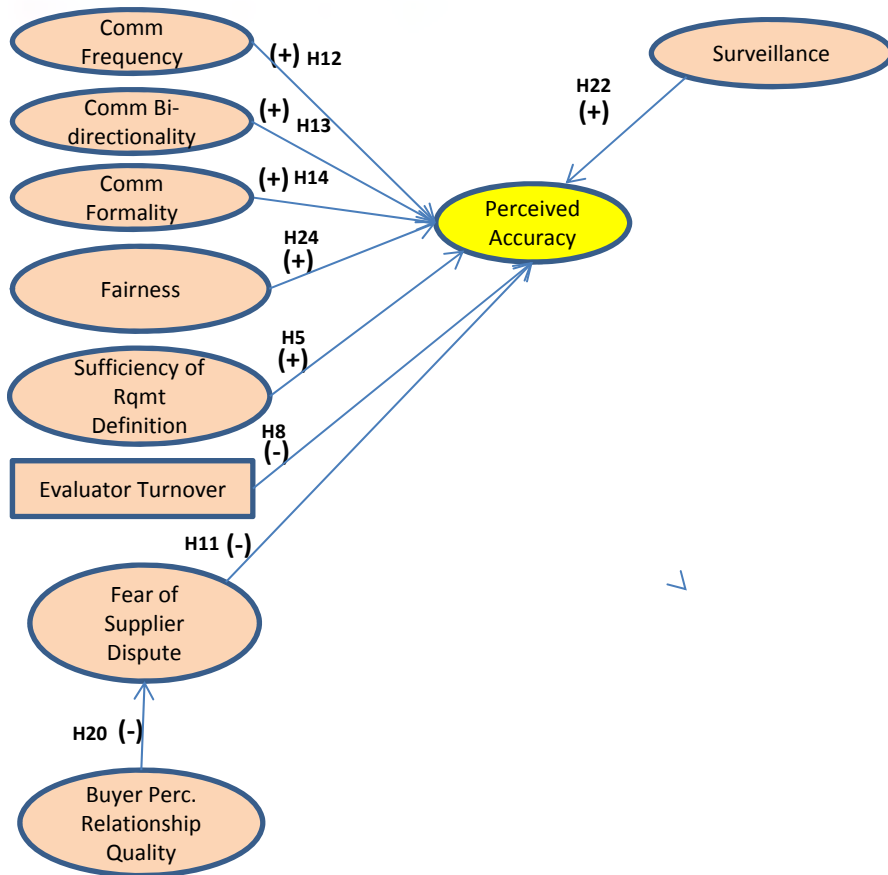 Comm
Frequency
(+) H12
Surveillance
H22
(+)
Comm Bi-
directionality
(+)
H13
Comm
Formality
(+) H14
Perceived
Accuracy
H24
(+)
Fairness
H5
(+)
Sufficiency of
Rqmt
Definition
H8
(-)
Evaluator Turnover
H11 (-)
Fear of
Supplier
Dispute
H20 (-)
Buyer Perc.
Relationship
Quality